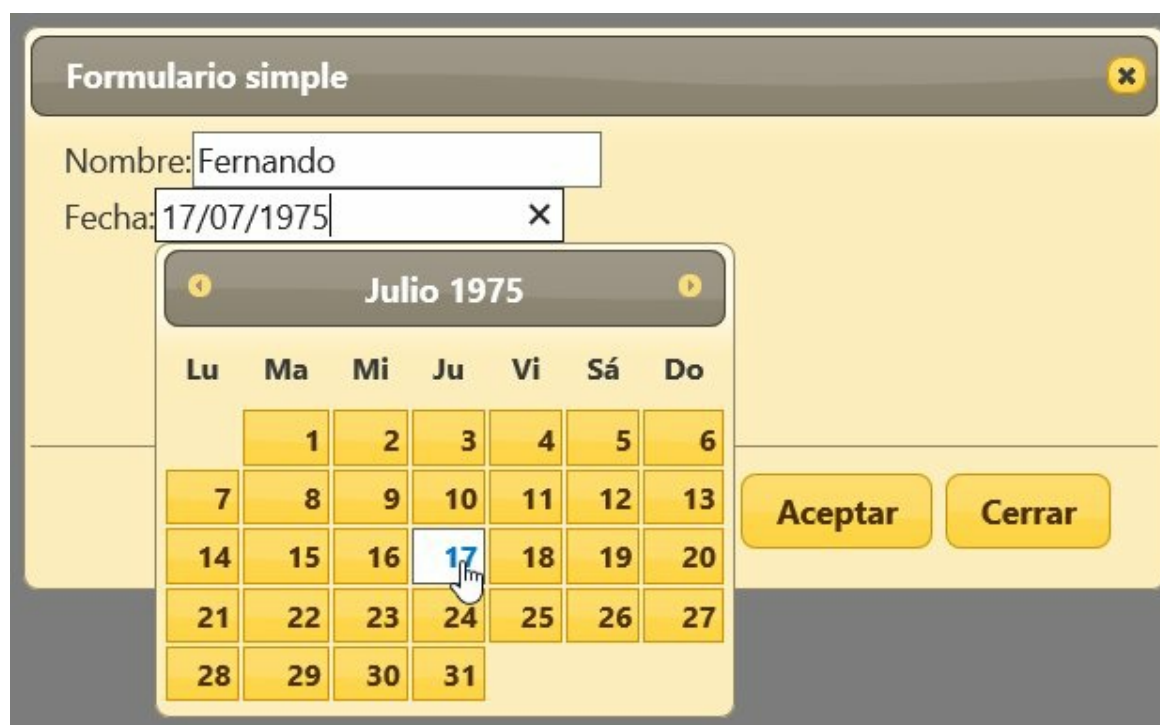 Formulario simple
Nombre: Fernando
Fecha: 17/07/1975
Julio 1975
Lu Ma Mi Ju Vi Sá Do
1 2 3 4 5 6
7 8 9 10 11 12 13
Aceptar Cerrar
14 15 16 17 18 19 20
21 22 23 24 25 26 27
28 29 30 31